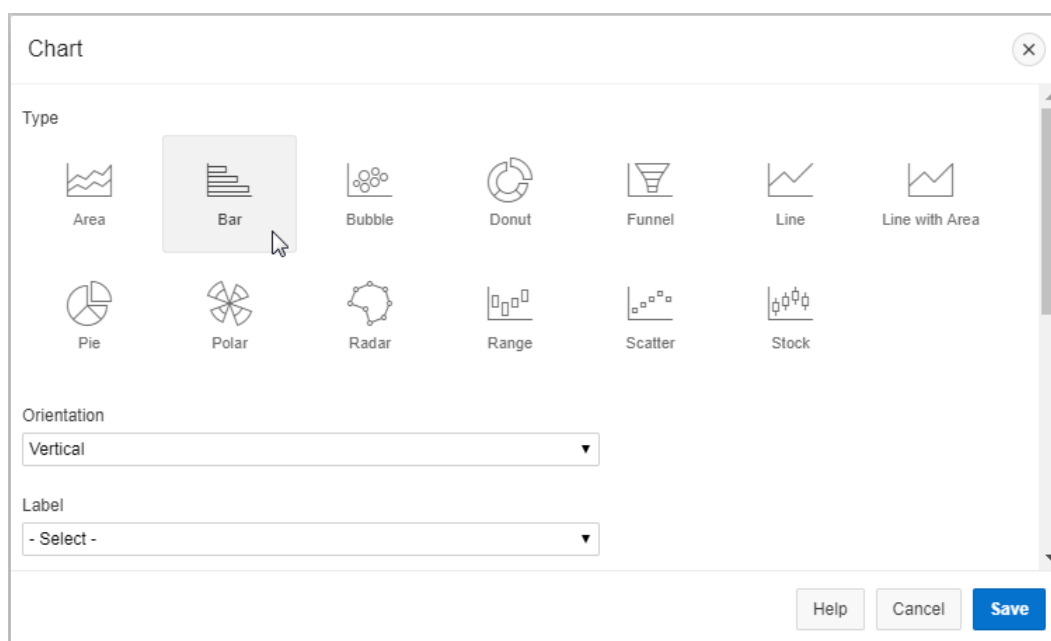 Chart
Type
Area Bar Bubble Donut Funnel Line Line with Area
Pie Polar Radar Range Scatter Stock
Orientation
Vertical
Label
- Select -
Help Cancel Save